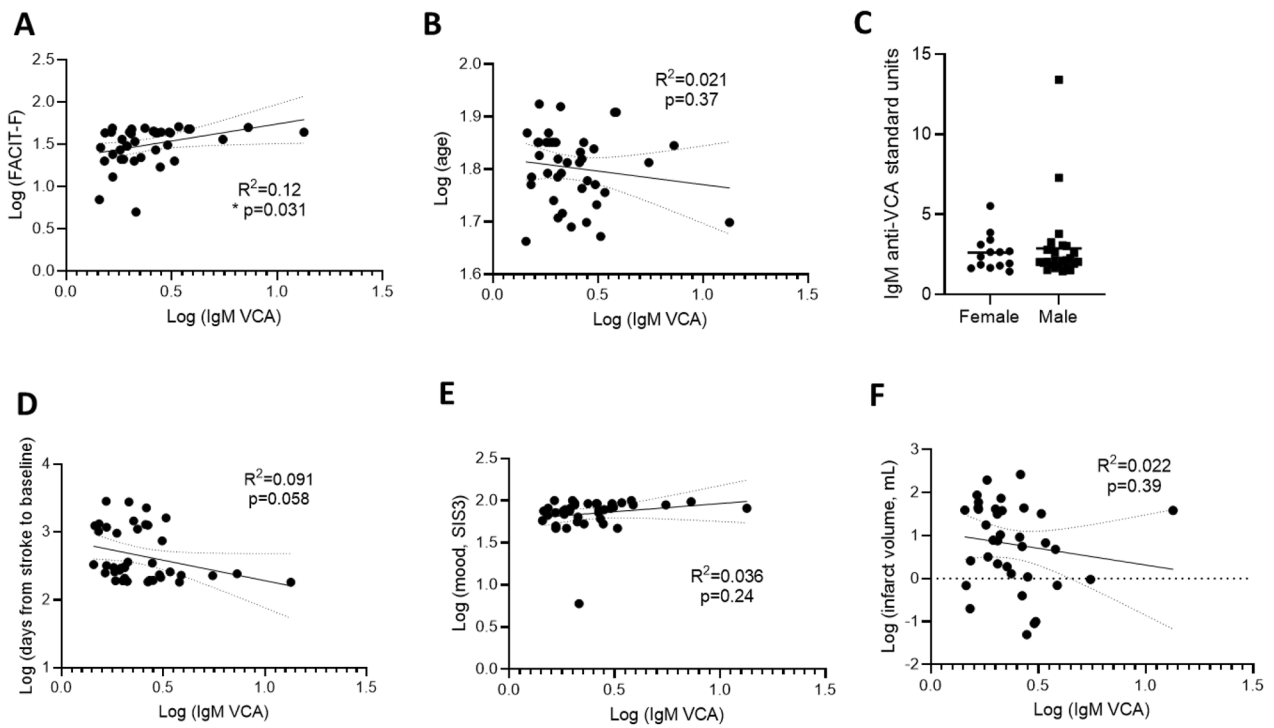 A
2.5
2.0
1.5
1.0
0.5
0.0
Log (FACIT-F)
R²=0.12
* p=0.031
0.0 0.5 1.0 1.5
Log (IgM VCA)
B
2.0
1.9
1.8
1.7
1.6
Log (age)
R²=0.021
p=0.37
0.0 0.5 1.0 1.5
Log (IgM VCA)
C
15
10
5
0
IgM anti-VCA standard units
Female Male
D
4
3
2
1
Log (days from stroke to baseline)
R²=0.091
p=0.058
0.0 0.5 1.0 1.5
Log (IgM VCA)
E
2.5
2.0
1.5
1.0
0.5
0.0
Log (mood, SIS3)
R²=0.036
p=0.24
0.0 0.5 1.0 1.5
Log (IgM VCA)
F
3
2
1
0
-1
-2
Log (infarct volume, mL)
R²=0.022
p=0.39
0.0 0.5 1.0 1.5
Log (IgM VCA)